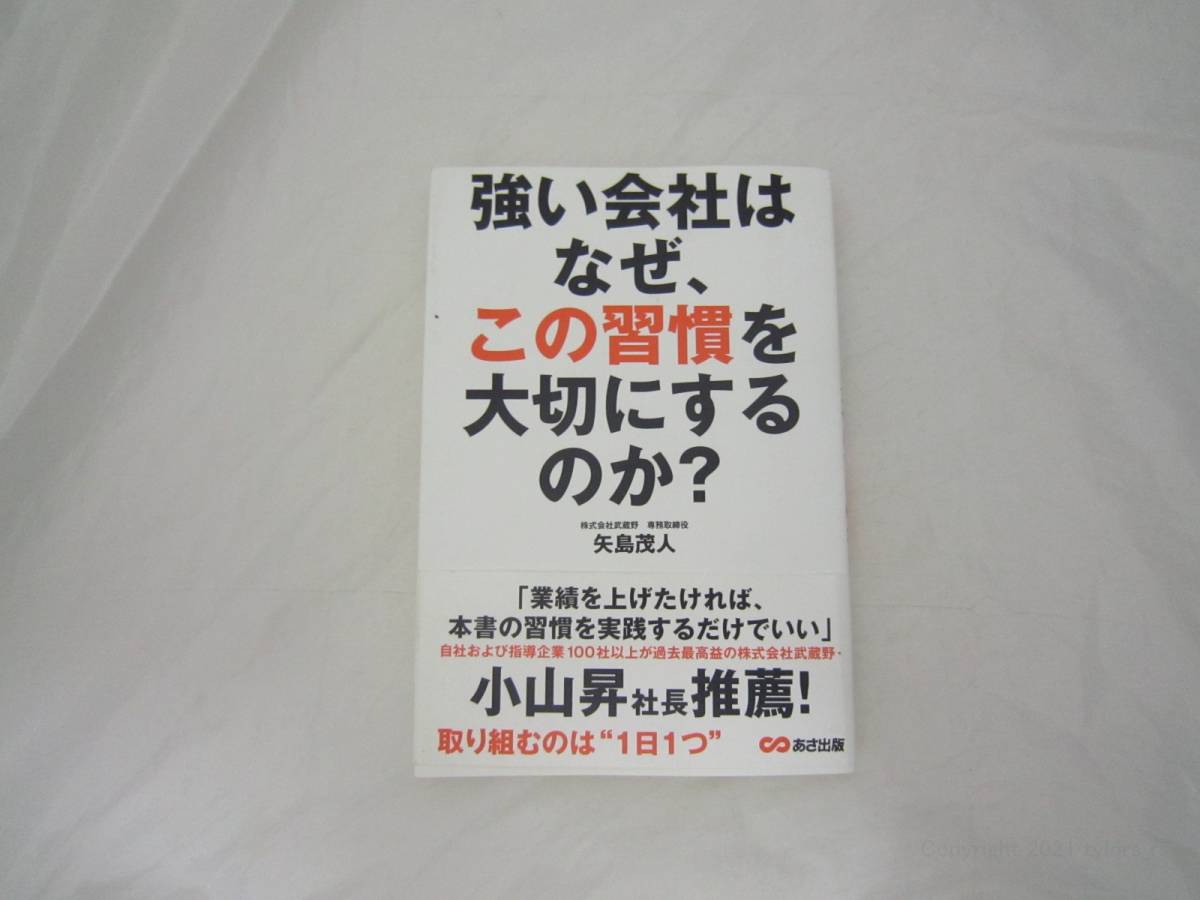 強い会社は
なぜ、
この習慣を
大切にする
のか?
株式会社武蔵野 専務取締役
矢島茂人
「業績を上げたければ、
本書の習慣を実践するだけでいい」
自社および指導企業100社以上が過去最高益の株式会社武蔵野・
小山昇社長推薦!
取り組むのは“1日1つ”
あさ出版
Copyright 2021